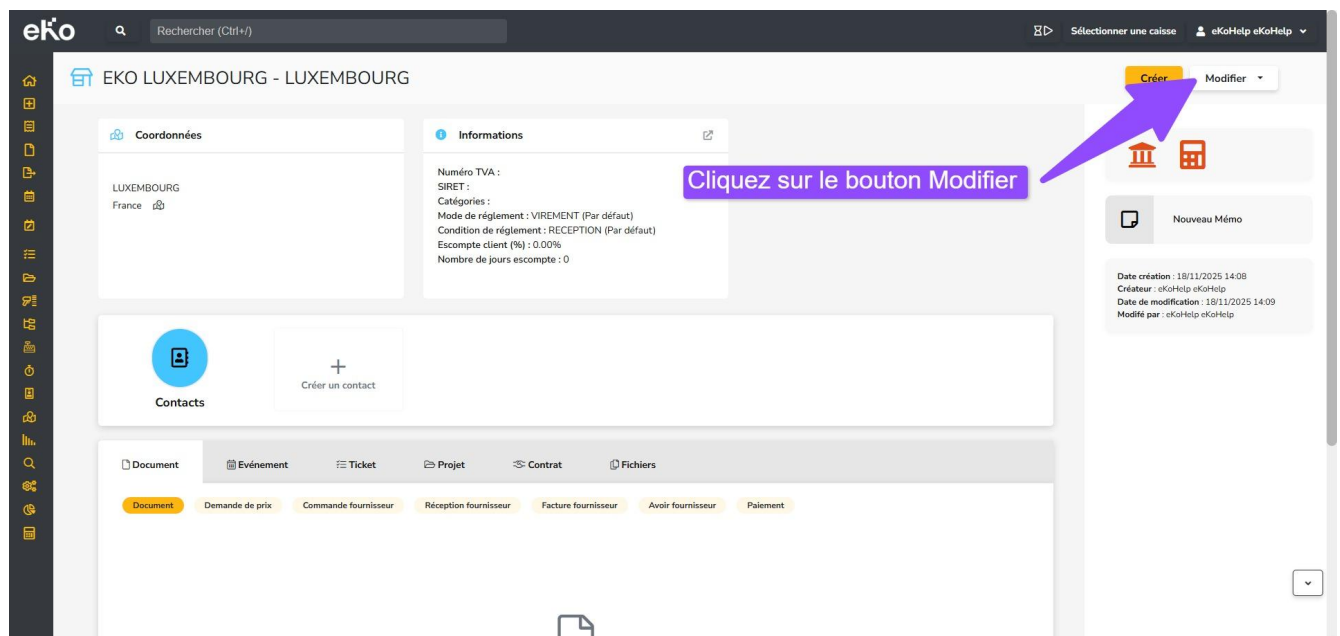 eko
Rechercher (Ctrl+/)
Sélectionner une caisse
eKoHelp eKoHelp
EKO LUXEMBOURG - LUXEMBOURG
Créer
Modifier
Coordonnées
LUXEMBOURG
France
Informations
Numéro TVA :
SIRET :
Catégories :
Mode de réglement : VIREMENT (Par défaut)
Condition de réglement : RECEPTION (Par défaut)
Escompte client (%) : 0.00%
Nombre de jours escompte : 0
Cliquez sur le bouton Modifier
Nouveau Mémo
Date création : 18/11/2025 14:08
Créateur : eKoHelp eKoHelp
Date de modification : 18/11/2025 14:09
Modifé par : eKoHelp eKoHelp
Contacts
Créer un contact
Document
Evénement
Ticket
Projet
Contrat
Fichiers
Document
Demande de prix
Commande fournisseur
Réception fournisseur
Facture fournisseur
Avoir fournisseur
Paiement